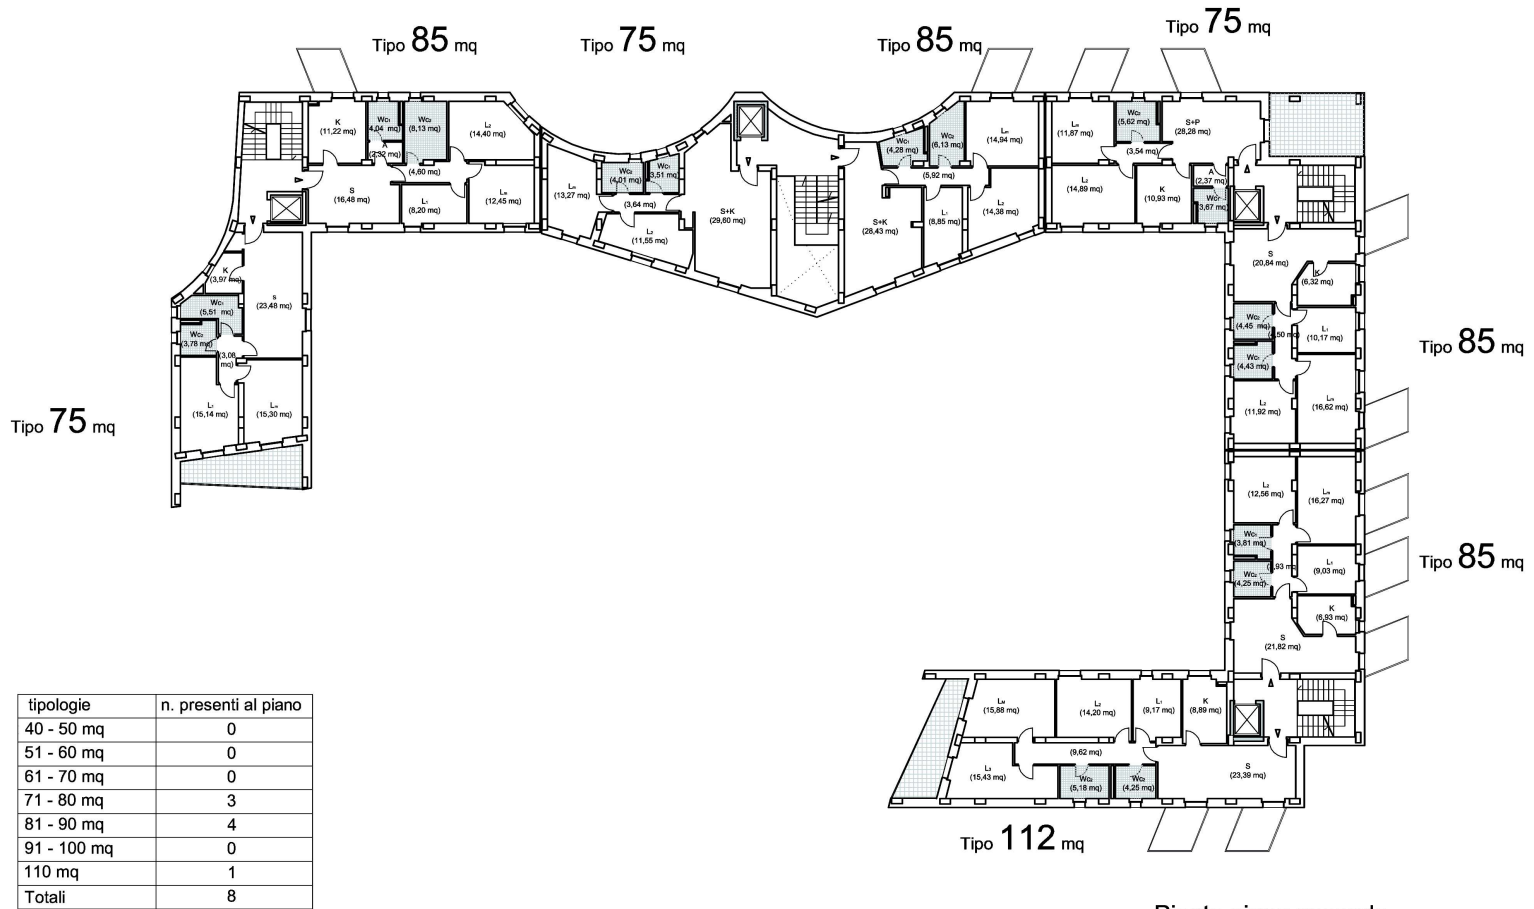 Tipo 85 mq
Tipo 75 mq
Tipo 85 mq
Tipo 75 mq
K
(11,22 mq)
Wc1
4,04 mq)
Wc2
(8,13 mq)
L2
(14,40 mq)
A
(2,32 mq)
(4,60 mq)
S
(16,48 mq)
L1
(8,20 mq)
LM
(12,45 mq)
LM
(13,27 mq)
Wc2
(4,01 mq)
Wc1
3,51 mq)
(3,64 mq)
L2
(11,55 mq)
S+K
(29,60 mq)
Wc1
(4,28 mq)
Wc2
(6,13 mq)
LM
(14,94 mq)
(5,92 mq)
S+K
(28,43 mq)
L1
(8,85 mq)
L2
(14,38 mq)
LM
(11,87 mq)
Wc2
(5,62 mq)
S+P
(28,28 mq)
(3,54 mq)
L2
(14,89 mq)
K
(10,93 mq)
A
(2,37 mq)
Wc1
3,67 mq)
K
(3,97 mq)
s
(23,48 mq)
Wc1
(5,51 mq)
Wc2
(3,78 mq)
(3,08
mq)
(15,14 mq)
LM
(15,30 mq)
Tipo 75 mq
S
(20,84 mq)
K
(6,32 mq)
Wc2
(4,45 mq)
L1
(10,17 mq)
Wc1
(4,43 mq)
L2
(11,92 mq)
LM
(16,62 mq)
Tipo 85 mq
L2
(12,56 mq)
LM
(16,27 mq)
Wc1
(3,81 mq)
,93 mq
L1
(9,03 mq)
Wc2
(4,25 mq)
K
(6,93 mq)
S
(21,82 mq)
Tipo 85 mq
LM
(15,88 mq)
L2
(14,20 mq)
L1
(9,17 mq)
K
(8,89 mq)
(9,62 mq)
L3
(15,43 mq)
Wc2
(5,18 mq)
Wc2
(4,25 mq)
S
(23,39 mq)
Tipo 112 mq
tipologie n. presenti al piano
40 - 50 mq 0
51 - 60 mq 0
61 - 70 mq 0
71 - 80 mq 3
81 - 90 mq 4
91 - 100 mq 0
110 mq 1
Totali 8